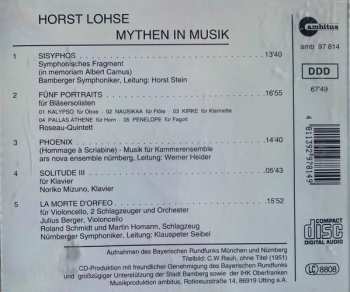 HORST LOHSE
MYTHEN IN MUSIK
ambitus
amb 97 814
1 SISYPHOS 13'40
Symphonisches Fragment
(in memoriam Albert Camus)
Bamberger Symphoniker, Leitung: Horst Stein
DDD
67'49
2 FÜNF PORTRAITS 16'55
für Bläsersolisten
01 KALYPSO für Oboe · 02 NAUSIKAA für Flöte · 03 KIRKE für Klarinette
04 PALLAS ATHENE für Horn · 05 PENELOPE für Fagott
Roseau-Quintett
3 PHOENIX 14'40
(Hommage à Scriabine) - Musik für Kammerensemble
ars nova ensemble nürnberg, Leitung: Werner Heider
4 SOLITUDE III 05'43
für Klavier
Noriko Mizuno, Klavier
5 LA MORTE D'ORFEO 15'52
für Violoncello, 2 Schlagzeuger und Orchester
Julius Berger, Violoncello
Roland Schmidt und Martin Homann, Schlagzeug
Nürnberger Symphoniker, Leitung: Klauspeter Seibel
COMPACT
disc
DIGITAL AUDIO
Aufnahmen des Bayerischen Rundfunks München und Nürnberg
Titelbild: C.W. Rauh, ohne Titel (1951)
CD-Produktion mit freundlicher Genehmigung des Bayerischen Rundfunks
und großzügiger Unterstützung der Stadt Bamberg sowie der IHK Oberfranken
Musikproduktion ambitus, 86919 Utting a.A.
LC 8808